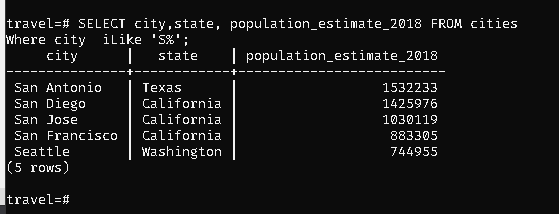 travel=# SELECT city,state, population_estimate_2018 FROM cities
Where city  iLike 'S%';
     city      |   state    | population_estimate_2018
---------------+------------+--------------------------
 San Antonio   | Texas      |                  1532233
 San Diego     | California |                  1425976
 San Jose      | California |                  1030119
 San Francisco | California |                   883305
 Seattle       | Washington |                   744955
(5 rows)
travel=#